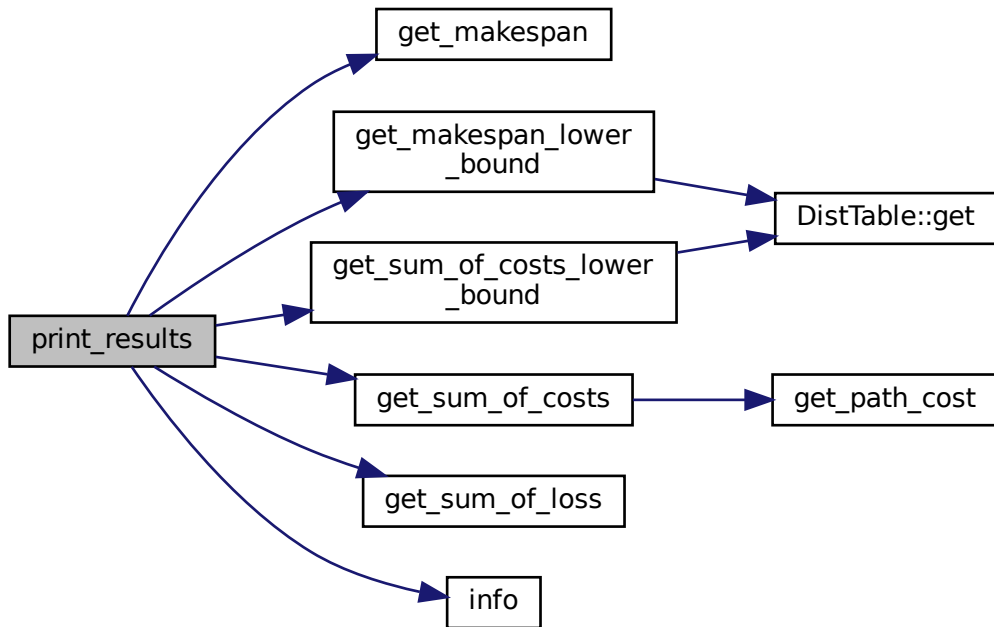 get_makespan
get_makespan_lower
_bound
DistTable::get
get_sum_of_costs_lower
_bound
print_results
get_sum_of_costs
get_path_cost
get_sum_of_loss
info